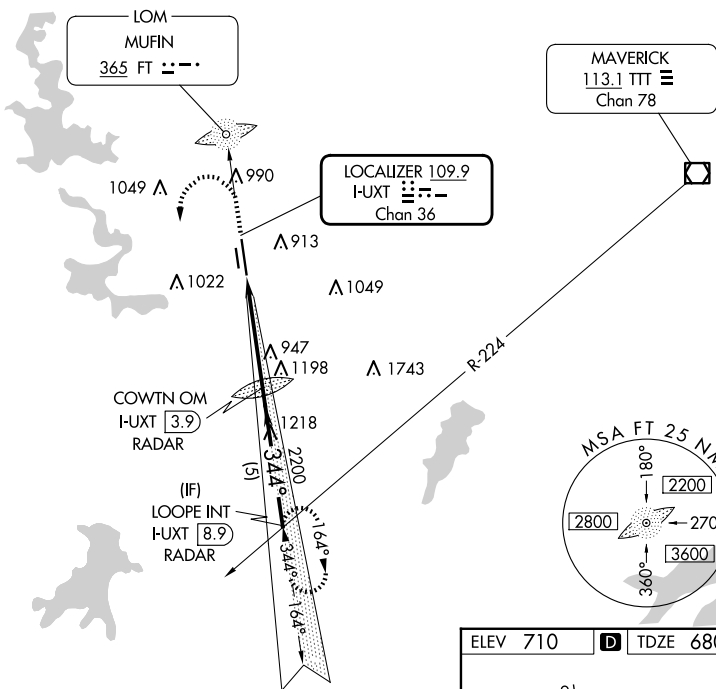 LOM
MUFIN
365 FT
MAVERICK
113.1 TTT
Chan 78
LOCALIZER 109.9
I-UXT
Chan 36
1049
990
913
1022
1049
947
1198
1743
R-224
COWTN OM
I-UXT 3.9
RADAR
1218
344°
2200
(5)
(IF)
LOOPE INT
I-UXT 8.9
RADAR
164°
344°
164°
MSA FT 25 NM
180°
2200
2800
270
3600
360°
ELEV 710 D TDZE 680